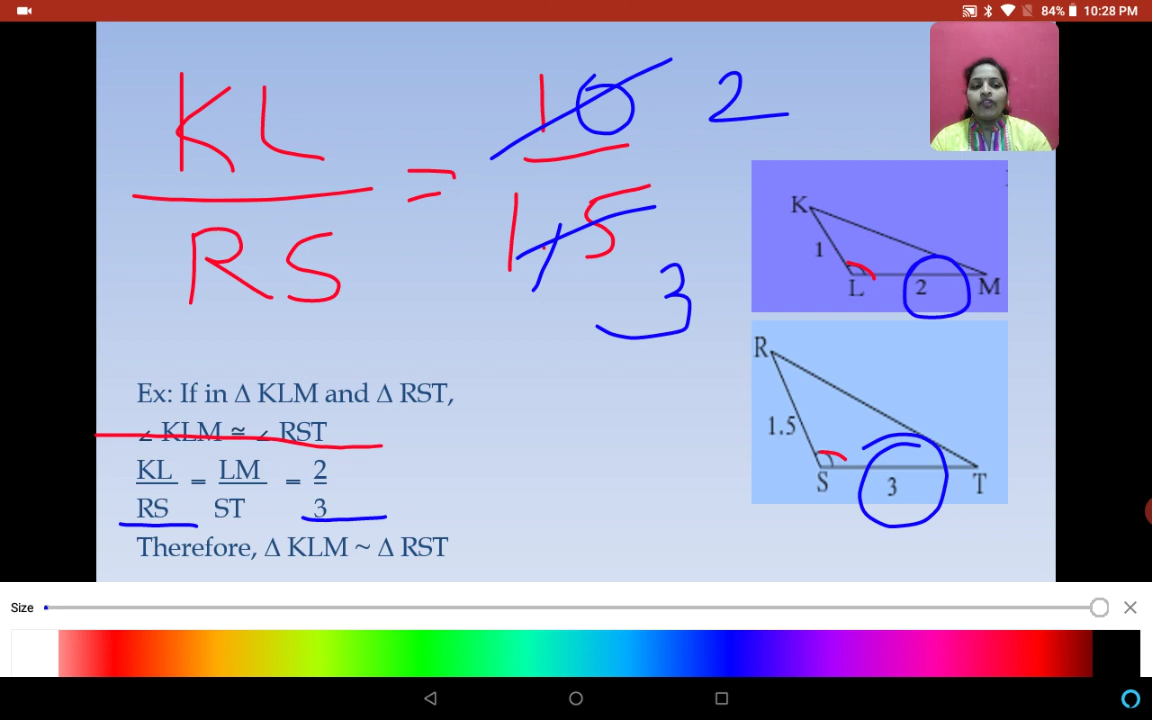 84% 10:28 PM
KL 10 2
RS = 15 3
K
1
L 2 M
R
1.5
S 3 T
Ex: If in Δ KLM and Δ RST,
∠ KLM ≅ ∠ RST
KL = LM = 2
RS ST 3
Therefore, Δ KLM ~ Δ RST
Size